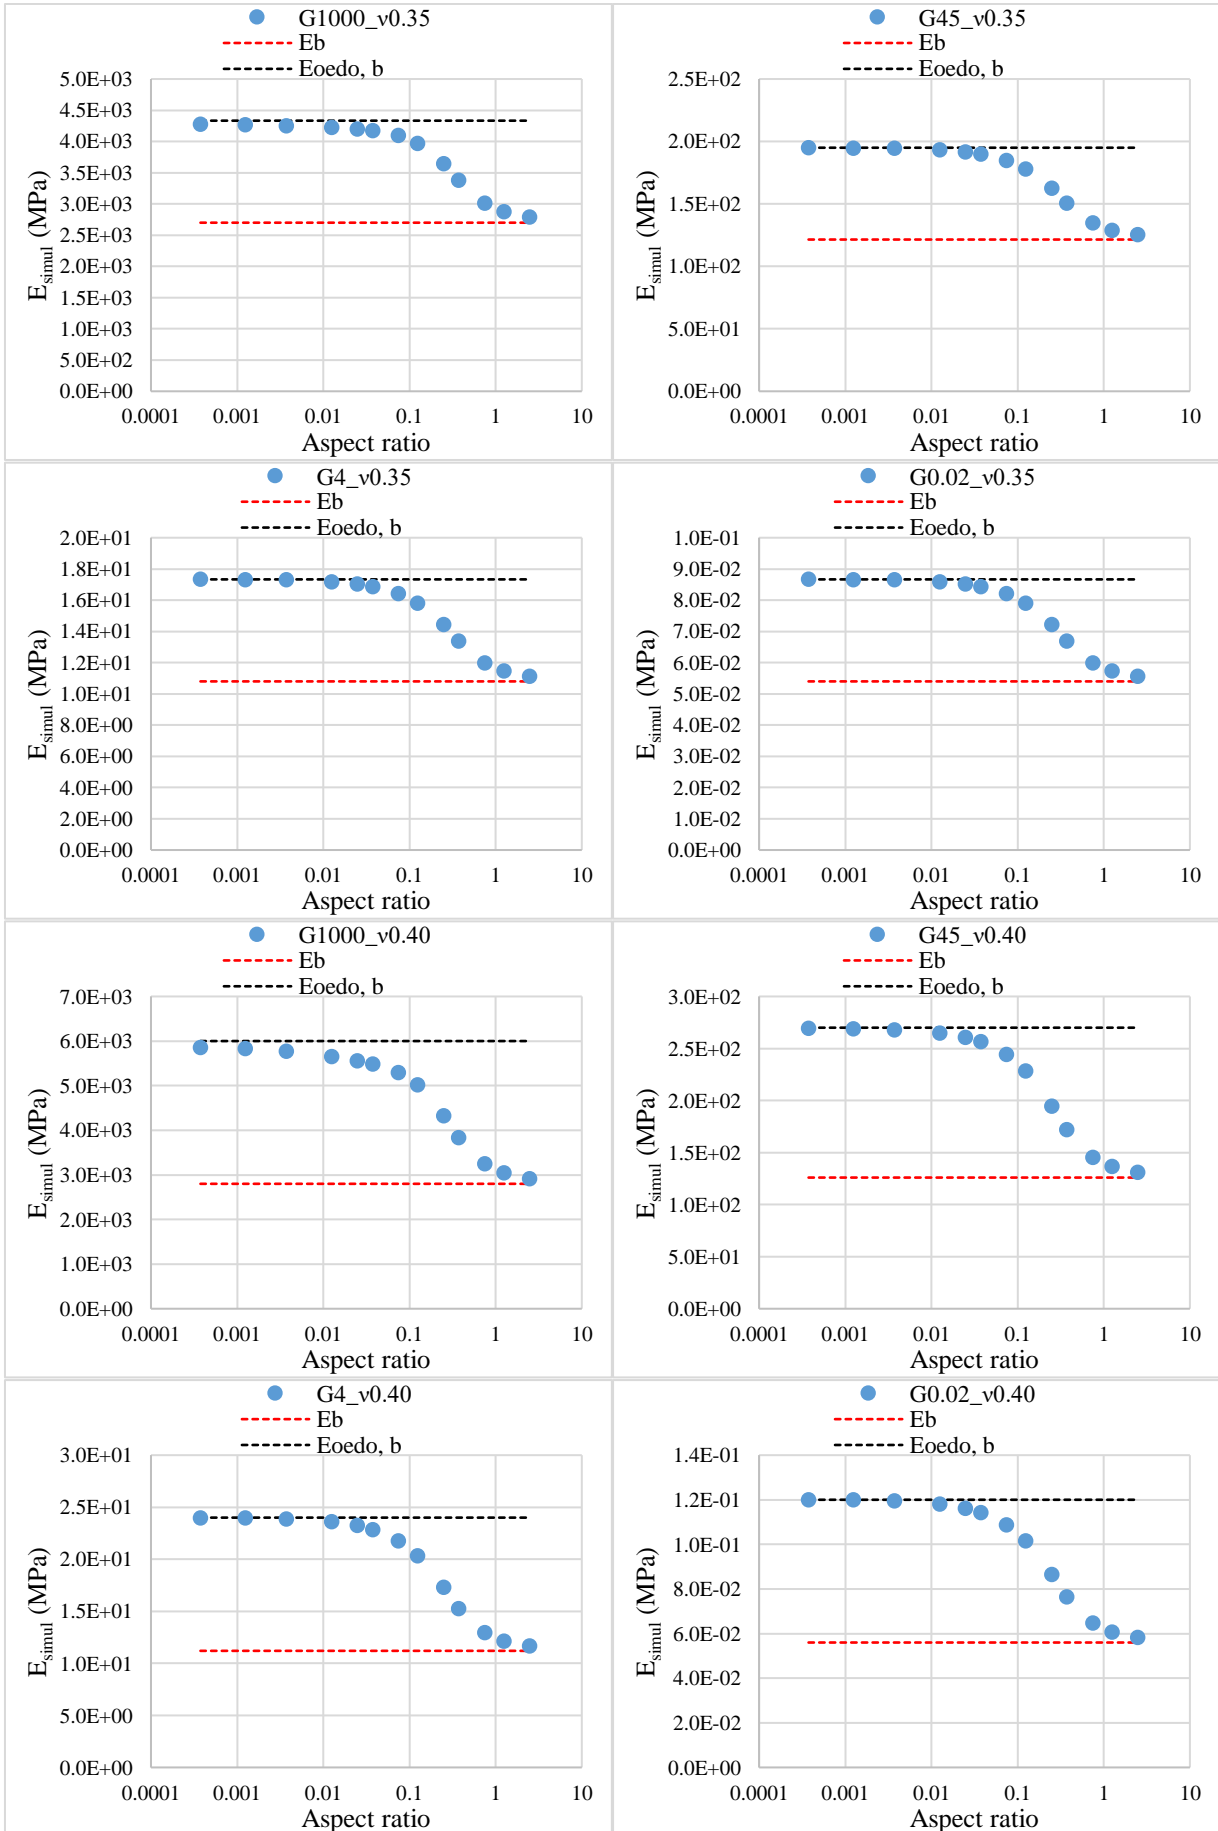 G1000_ν0.35
Eb
Eoedo, b
5.0E+03
4.5E+03
4.0E+03
3.5E+03
3.0E+03
2.5E+03
2.0E+03
1.5E+03
1.0E+03
5.0E+02
0.0E+00
E_simul (MPa)
0.0001 0.001 0.01 0.1 1 10
Aspect ratio
G45_ν0.35
Eb
Eoedo, b
2.5E+02
2.0E+02
1.5E+02
1.0E+02
5.0E+01
0.0E+00
E_simul (MPa)
0.0001 0.001 0.01 0.1 1 10
Aspect ratio
G4_ν0.35
Eb
Eoedo, b
2.0E+01
1.8E+01
1.6E+01
1.4E+01
1.2E+01
1.0E+01
8.0E+00
6.0E+00
4.0E+00
2.0E+00
0.0E+00
E_simul (MPa)
0.0001 0.001 0.01 0.1 1 10
Aspect ratio
G0.02_ν0.35
Eb
Eoedo, b
1.0E-01
9.0E-02
8.0E-02
7.0E-02
6.0E-02
5.0E-02
4.0E-02
3.0E-02
2.0E-02
1.0E-02
0.0E+00
E_simul (MPa)
0.0001 0.001 0.01 0.1 1 10
Aspect ratio
G1000_ν0.40
Eb
Eoedo, b
7.0E+03
6.0E+03
5.0E+03
4.0E+03
3.0E+03
2.0E+03
1.0E+03
0.0E+00
E_simul (MPa)
0.0001 0.001 0.01 0.1 1 10
Aspect ratio
G45_ν0.40
Eb
Eoedo, b
3.0E+02
2.5E+02
2.0E+02
1.5E+02
1.0E+02
5.0E+01
0.0E+00
E_simul (MPa)
0.0001 0.001 0.01 0.1 1 10
Aspect ratio
G4_ν0.40
Eb
Eoedo, b
3.0E+01
2.5E+01
2.0E+01
1.5E+01
1.0E+01
5.0E+00
0.0E+00
E_simul (MPa)
0.0001 0.001 0.01 0.1 1 10
Aspect ratio
G0.02_ν0.40
Eb
Eoedo, b
1.4E-01
1.2E-01
1.0E-01
8.0E-02
6.0E-02
4.0E-02
2.0E-02
0.0E+00
E_simul (MPa)
0.0001 0.001 0.01 0.1 1 10
Aspect ratio